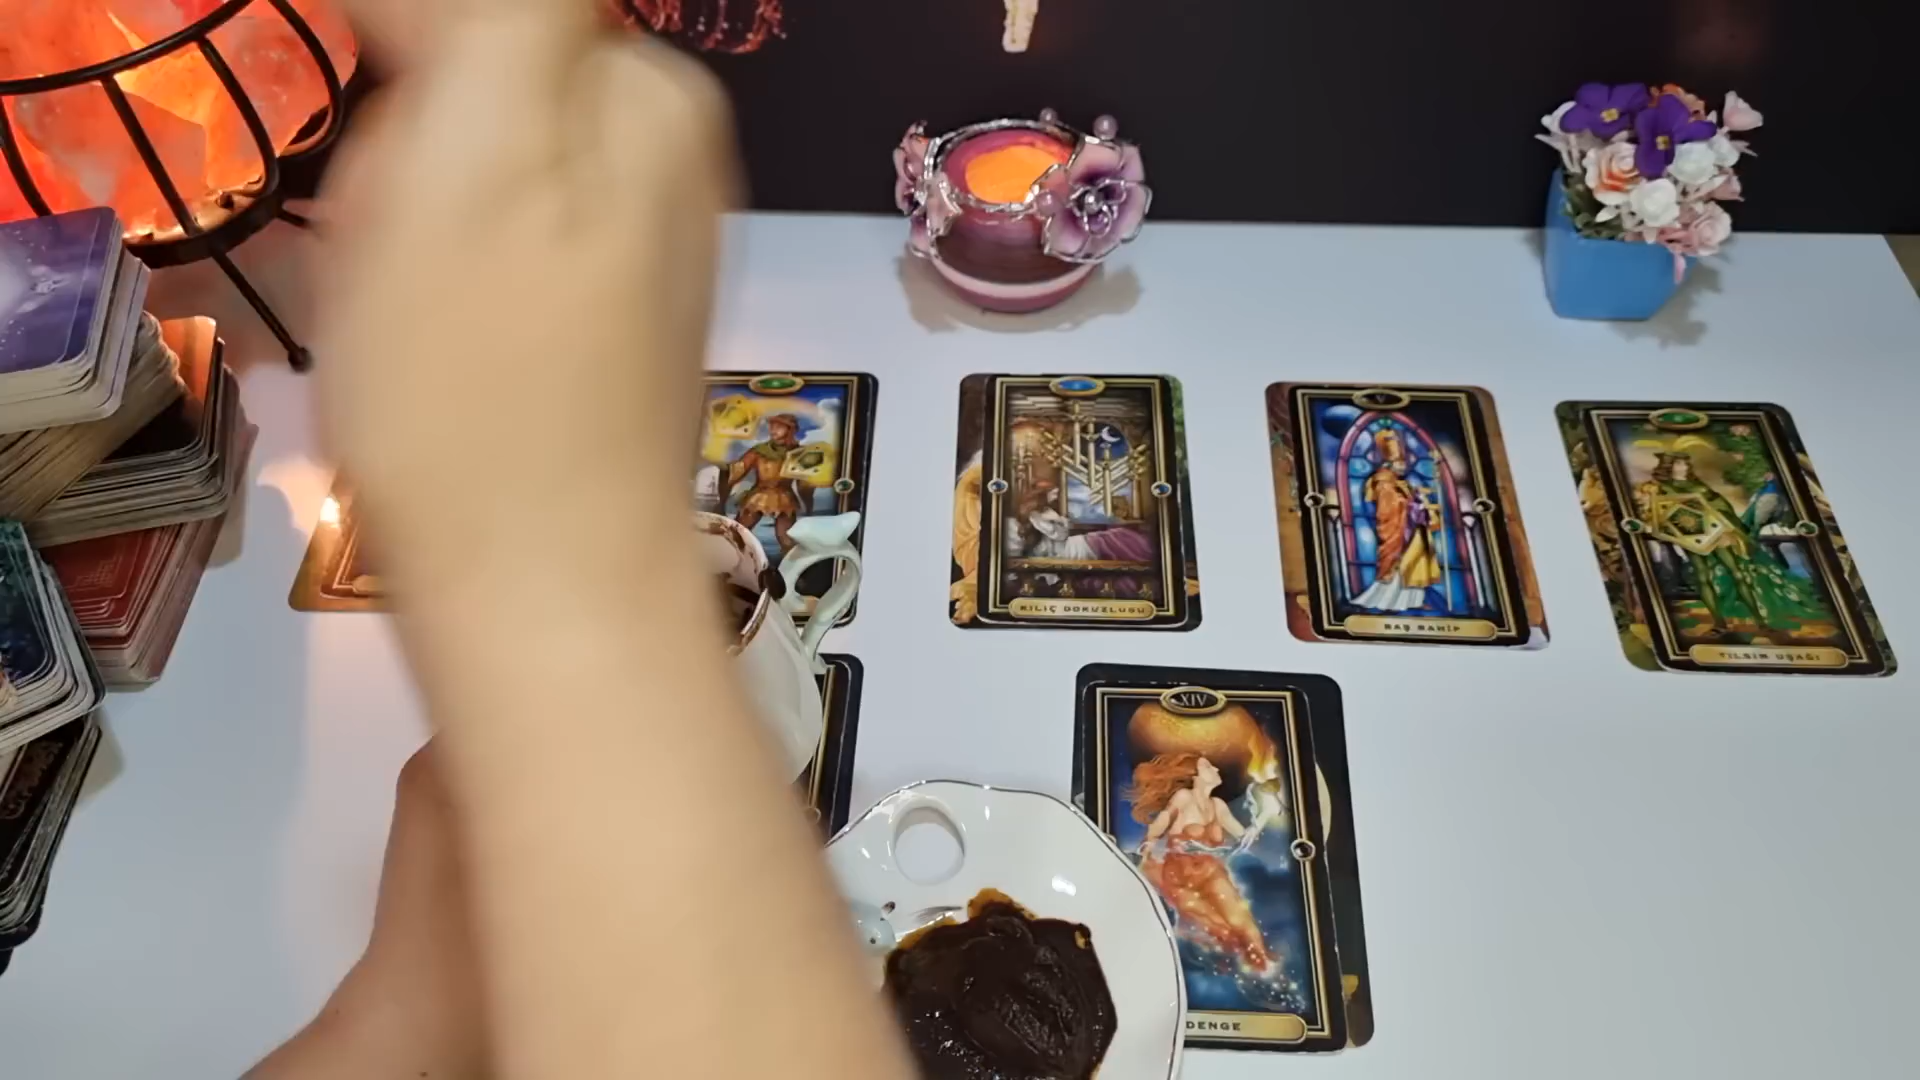 KILIÇ DOKUZLUSU
V
BAŞ RAHİP
TILSIM UŞAĞI
XIV
DENGE